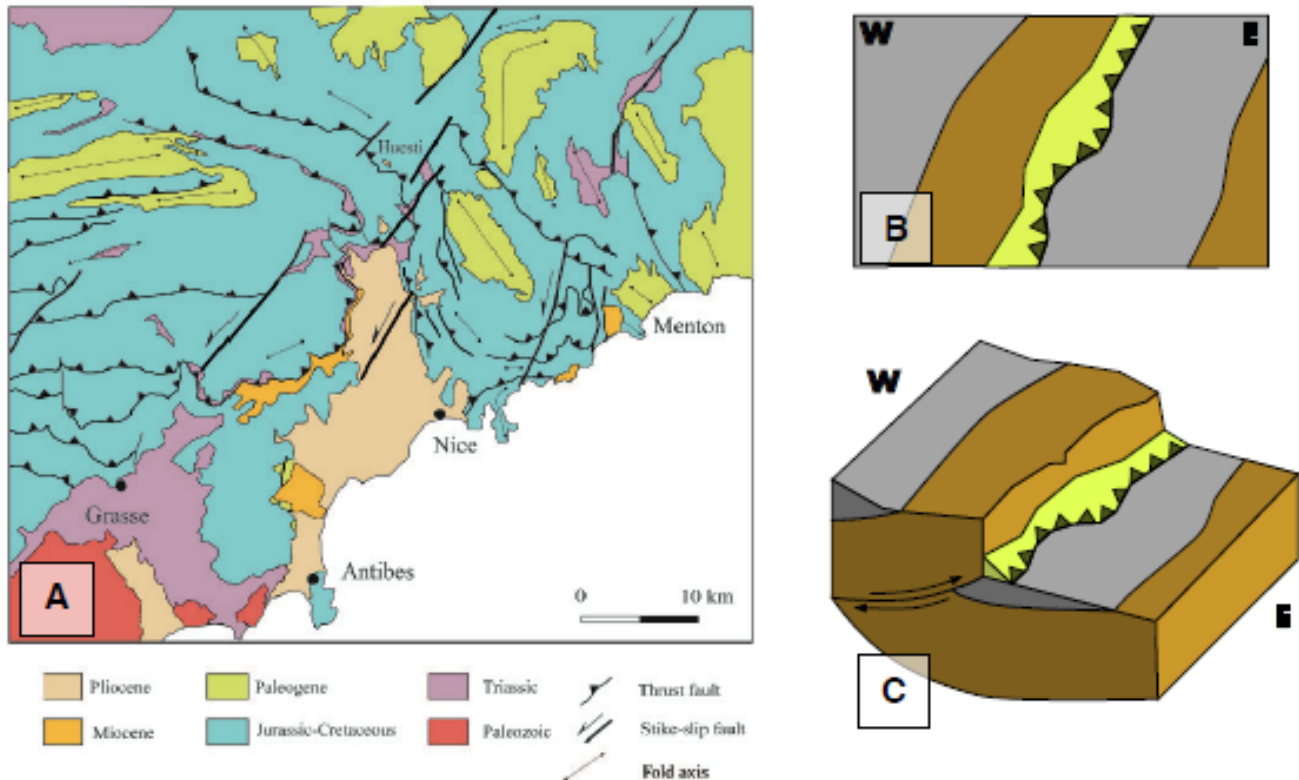 Huesti
Menton
Nice
Grasse
Antibes
A
0 10 km
Pliocene
Paleogene
Triassic
Thrust fault
Miocene
Jurassic-Cretaceous
Paleozoic
Stike-slip fault
Fold axis
W E
B
W
E
C